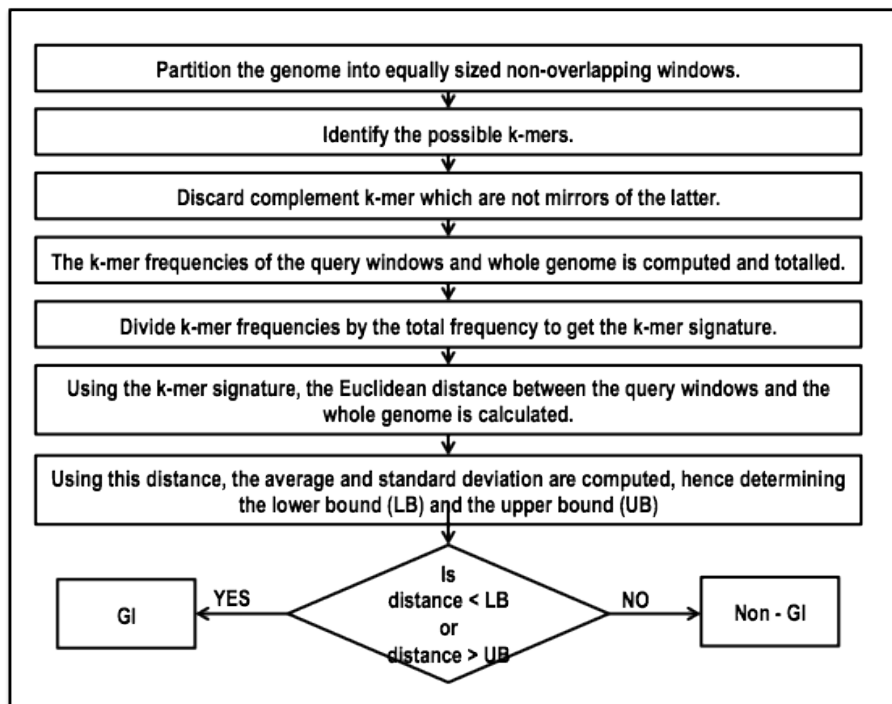 Partition the genome into equally sized non-overlapping windows.
Identify the possible k-mers.
Discard complement k-mer which are not mirrors of the latter.
The k-mer frequencies of the query windows and whole genome is computed and totalled.
Divide k-mer frequencies by the total frequency to get the k-mer signature.
Using the k-mer signature, the Euclidean distance between the query windows and the
whole genome is calculated.
Using this distance, the average and standard deviation are computed, hence determining
the lower bound (LB) and the upper bound (UB)
Is
distance < LB
or
distance > UB
YES
GI
NO
Non - GI